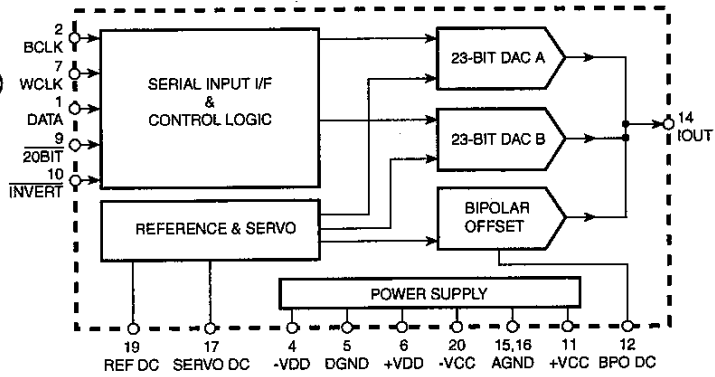 2
BCLK
7
WCLK
1
DATA
9
20BIT
10
INVERT
SERIAL INPUT I/F
&
CONTROL LOGIC
REFERENCE & SERVO
23-BIT DAC A
23-BIT DAC B
BIPOLAR
OFFSET
14
IOUT
POWER SUPPLY
19 17 4 5 6 20 15,16 11 12
REF DC SERVO DC -VDD DGND +VDD -VCC AGND +VCC BPO DC